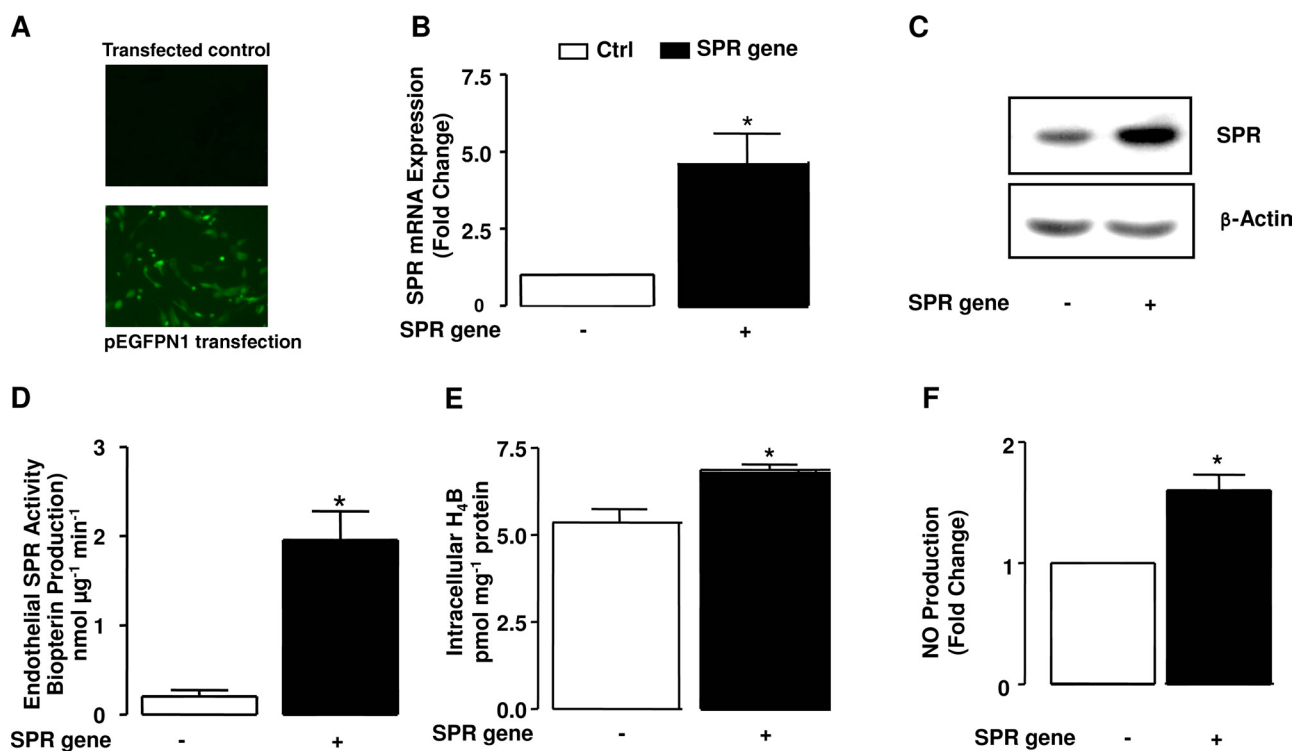 A
Transfected control
pEGFPN1 transfection
B
Ctrl
SPR gene
SPR mRNA Expression
(Fold Change)
7.5
5.0
2.5
0
*
SPR gene
-
+
C
SPR
β-Actin
SPR gene
-
+
D
Endothelial SPR Activity
Biopterin Production)
nmol µg⁻¹ min⁻¹
3
2
1
0
*
SPR gene
-
+
E
Intracellular H₄B
pmol mg⁻¹ protein
7.5
5.0
2.5
0.0
*
SPR gene
-
+
F
NO Production
(Fold Change)
2
1
0
*
SPR gene
-
+